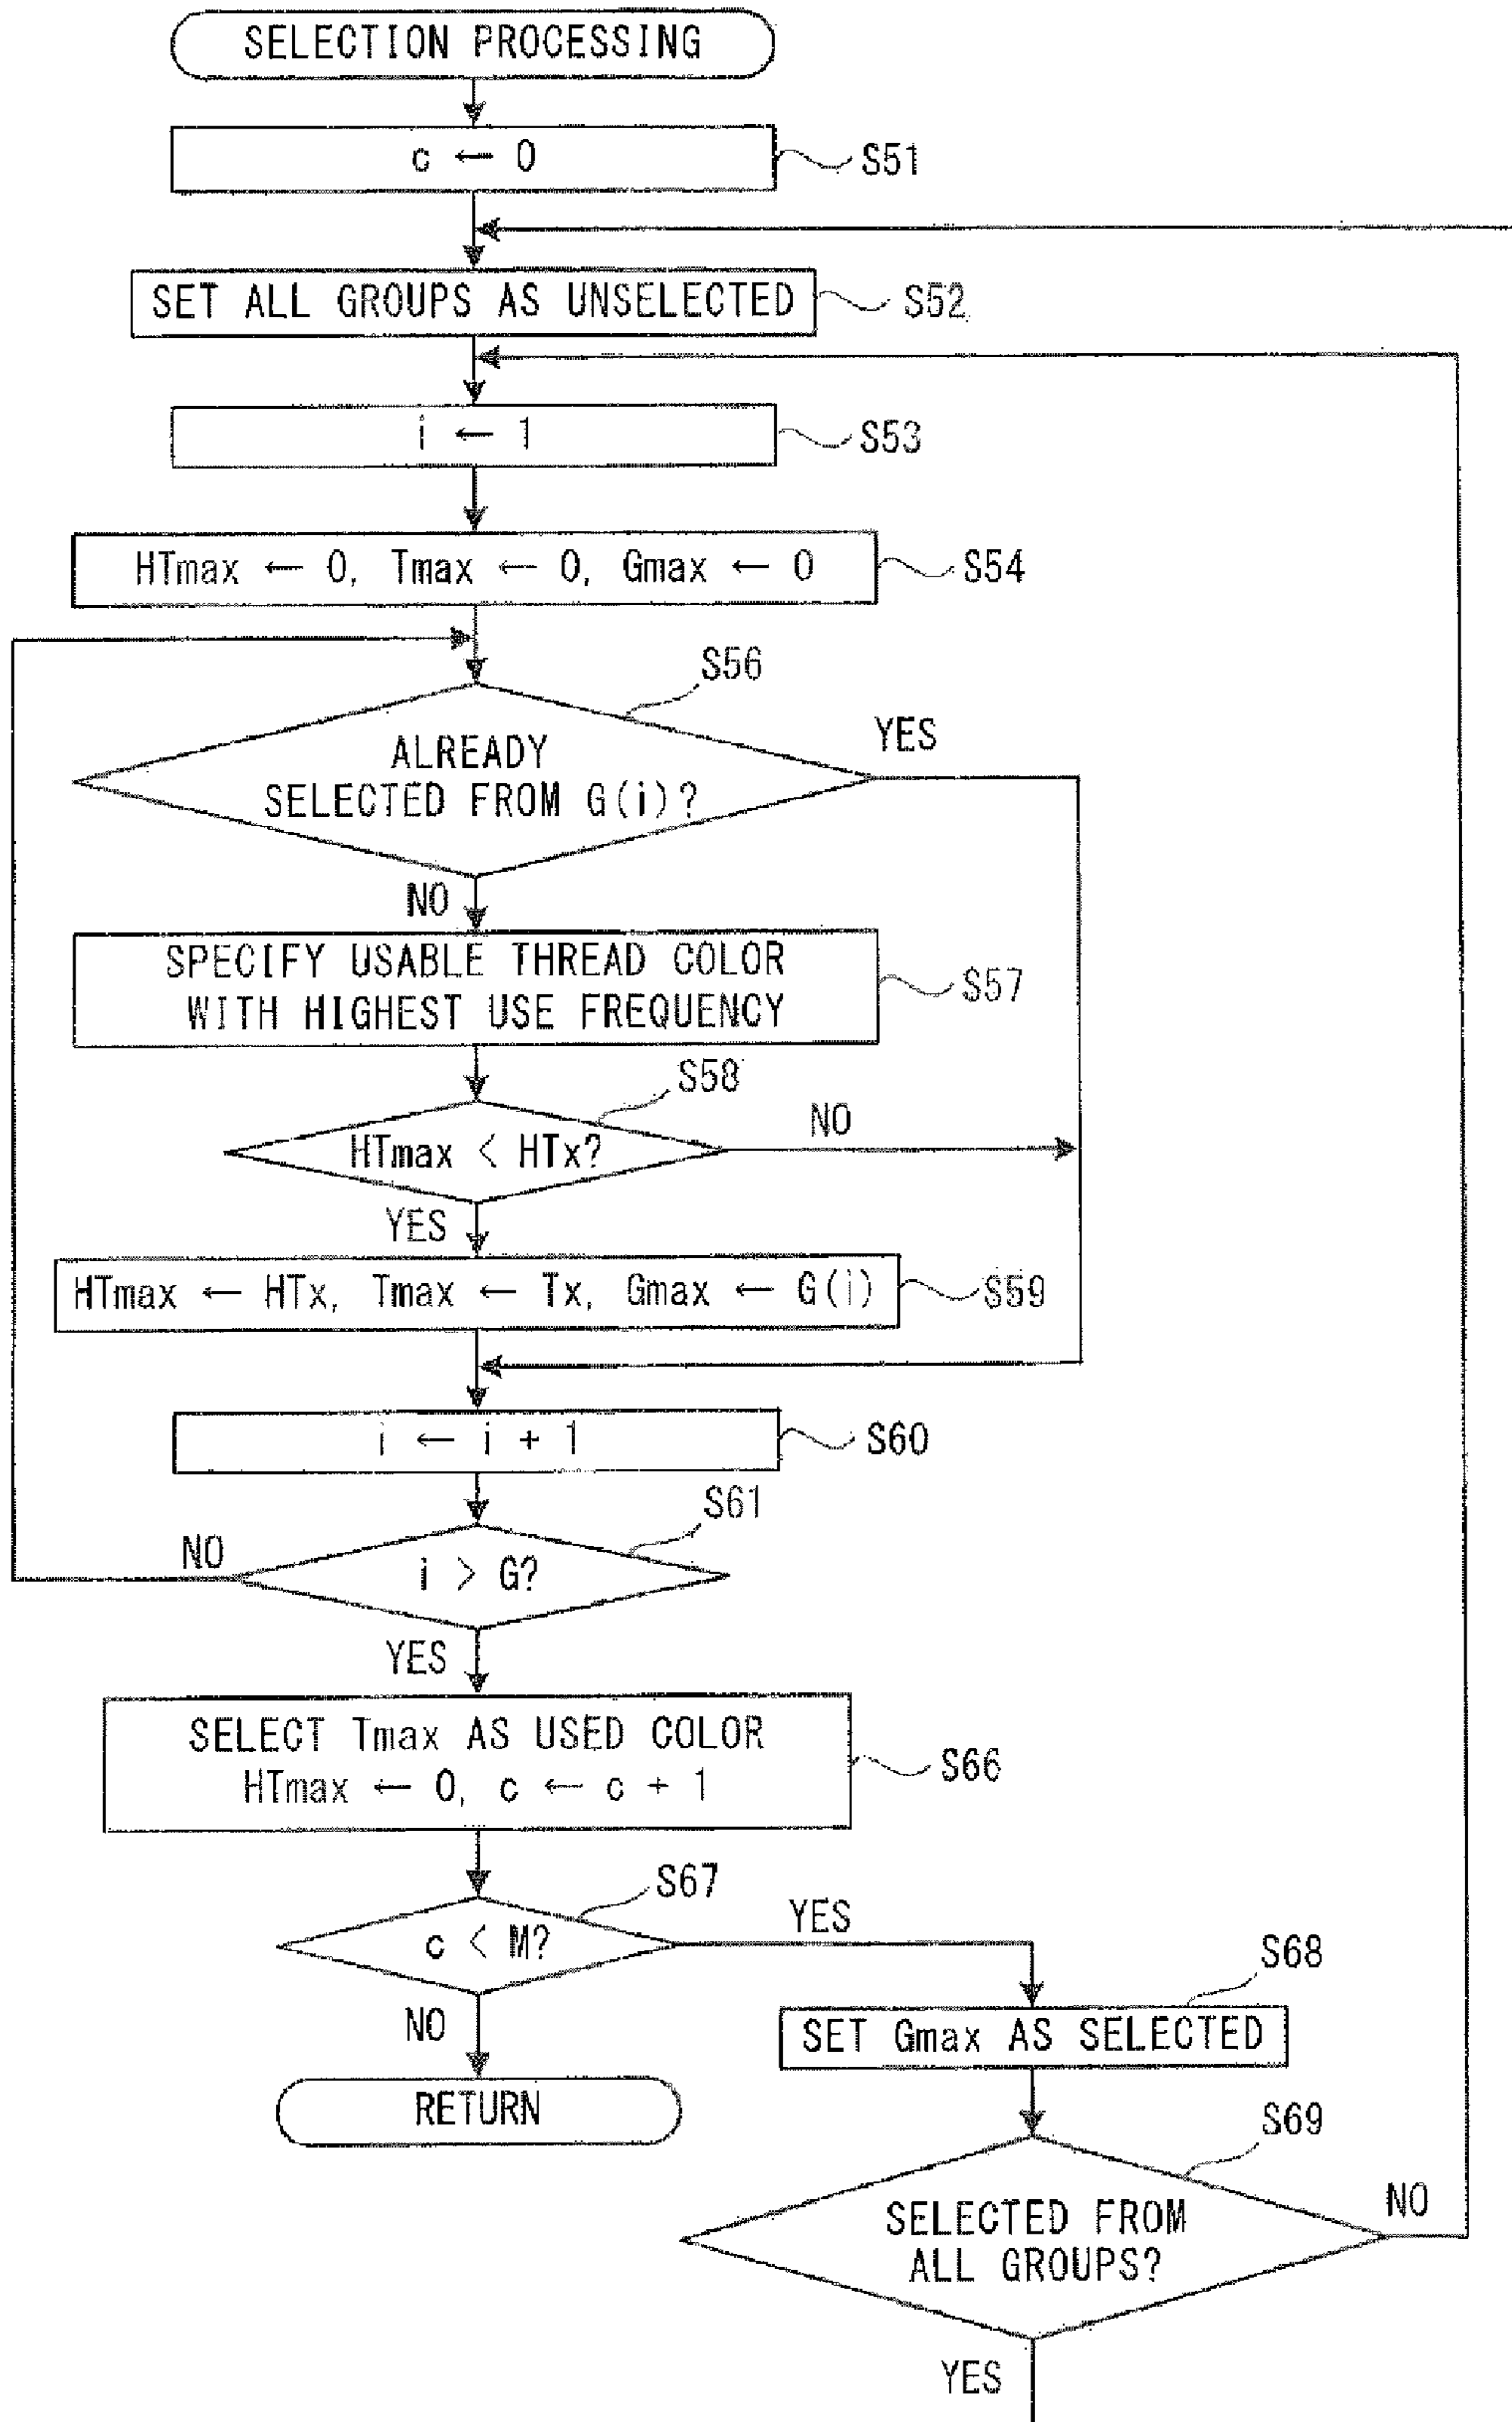 SELECTION PROCESSING
c ← 0
S51
SET ALL GROUPS AS UNSELECTED
S52
i ← 1
S53
HTmax ← 0, Tmax ← 0, Gmax ← 0
S54
S56
ALREADY
SELECTED FROM G(i)?
YES
NO
SPECIFY USABLE THREAD COLOR
WITH HIGHEST USE FREQUENCY
S57
S58
HTmax < HTx?
NO
YES
HTmax ← HTx, Tmax ← Tx, Gmax ← G(i)
S59
i ← i + 1
S60
S61
i > G?
NO
YES
SELECT Tmax AS USED COLOR
HTmax ← 0, c ← c + 1
S66
S67
c < M?
YES
NO
S68
SET Gmax AS SELECTED
RETURN
S69
SELECTED FROM
ALL GROUPS?
NO
YES